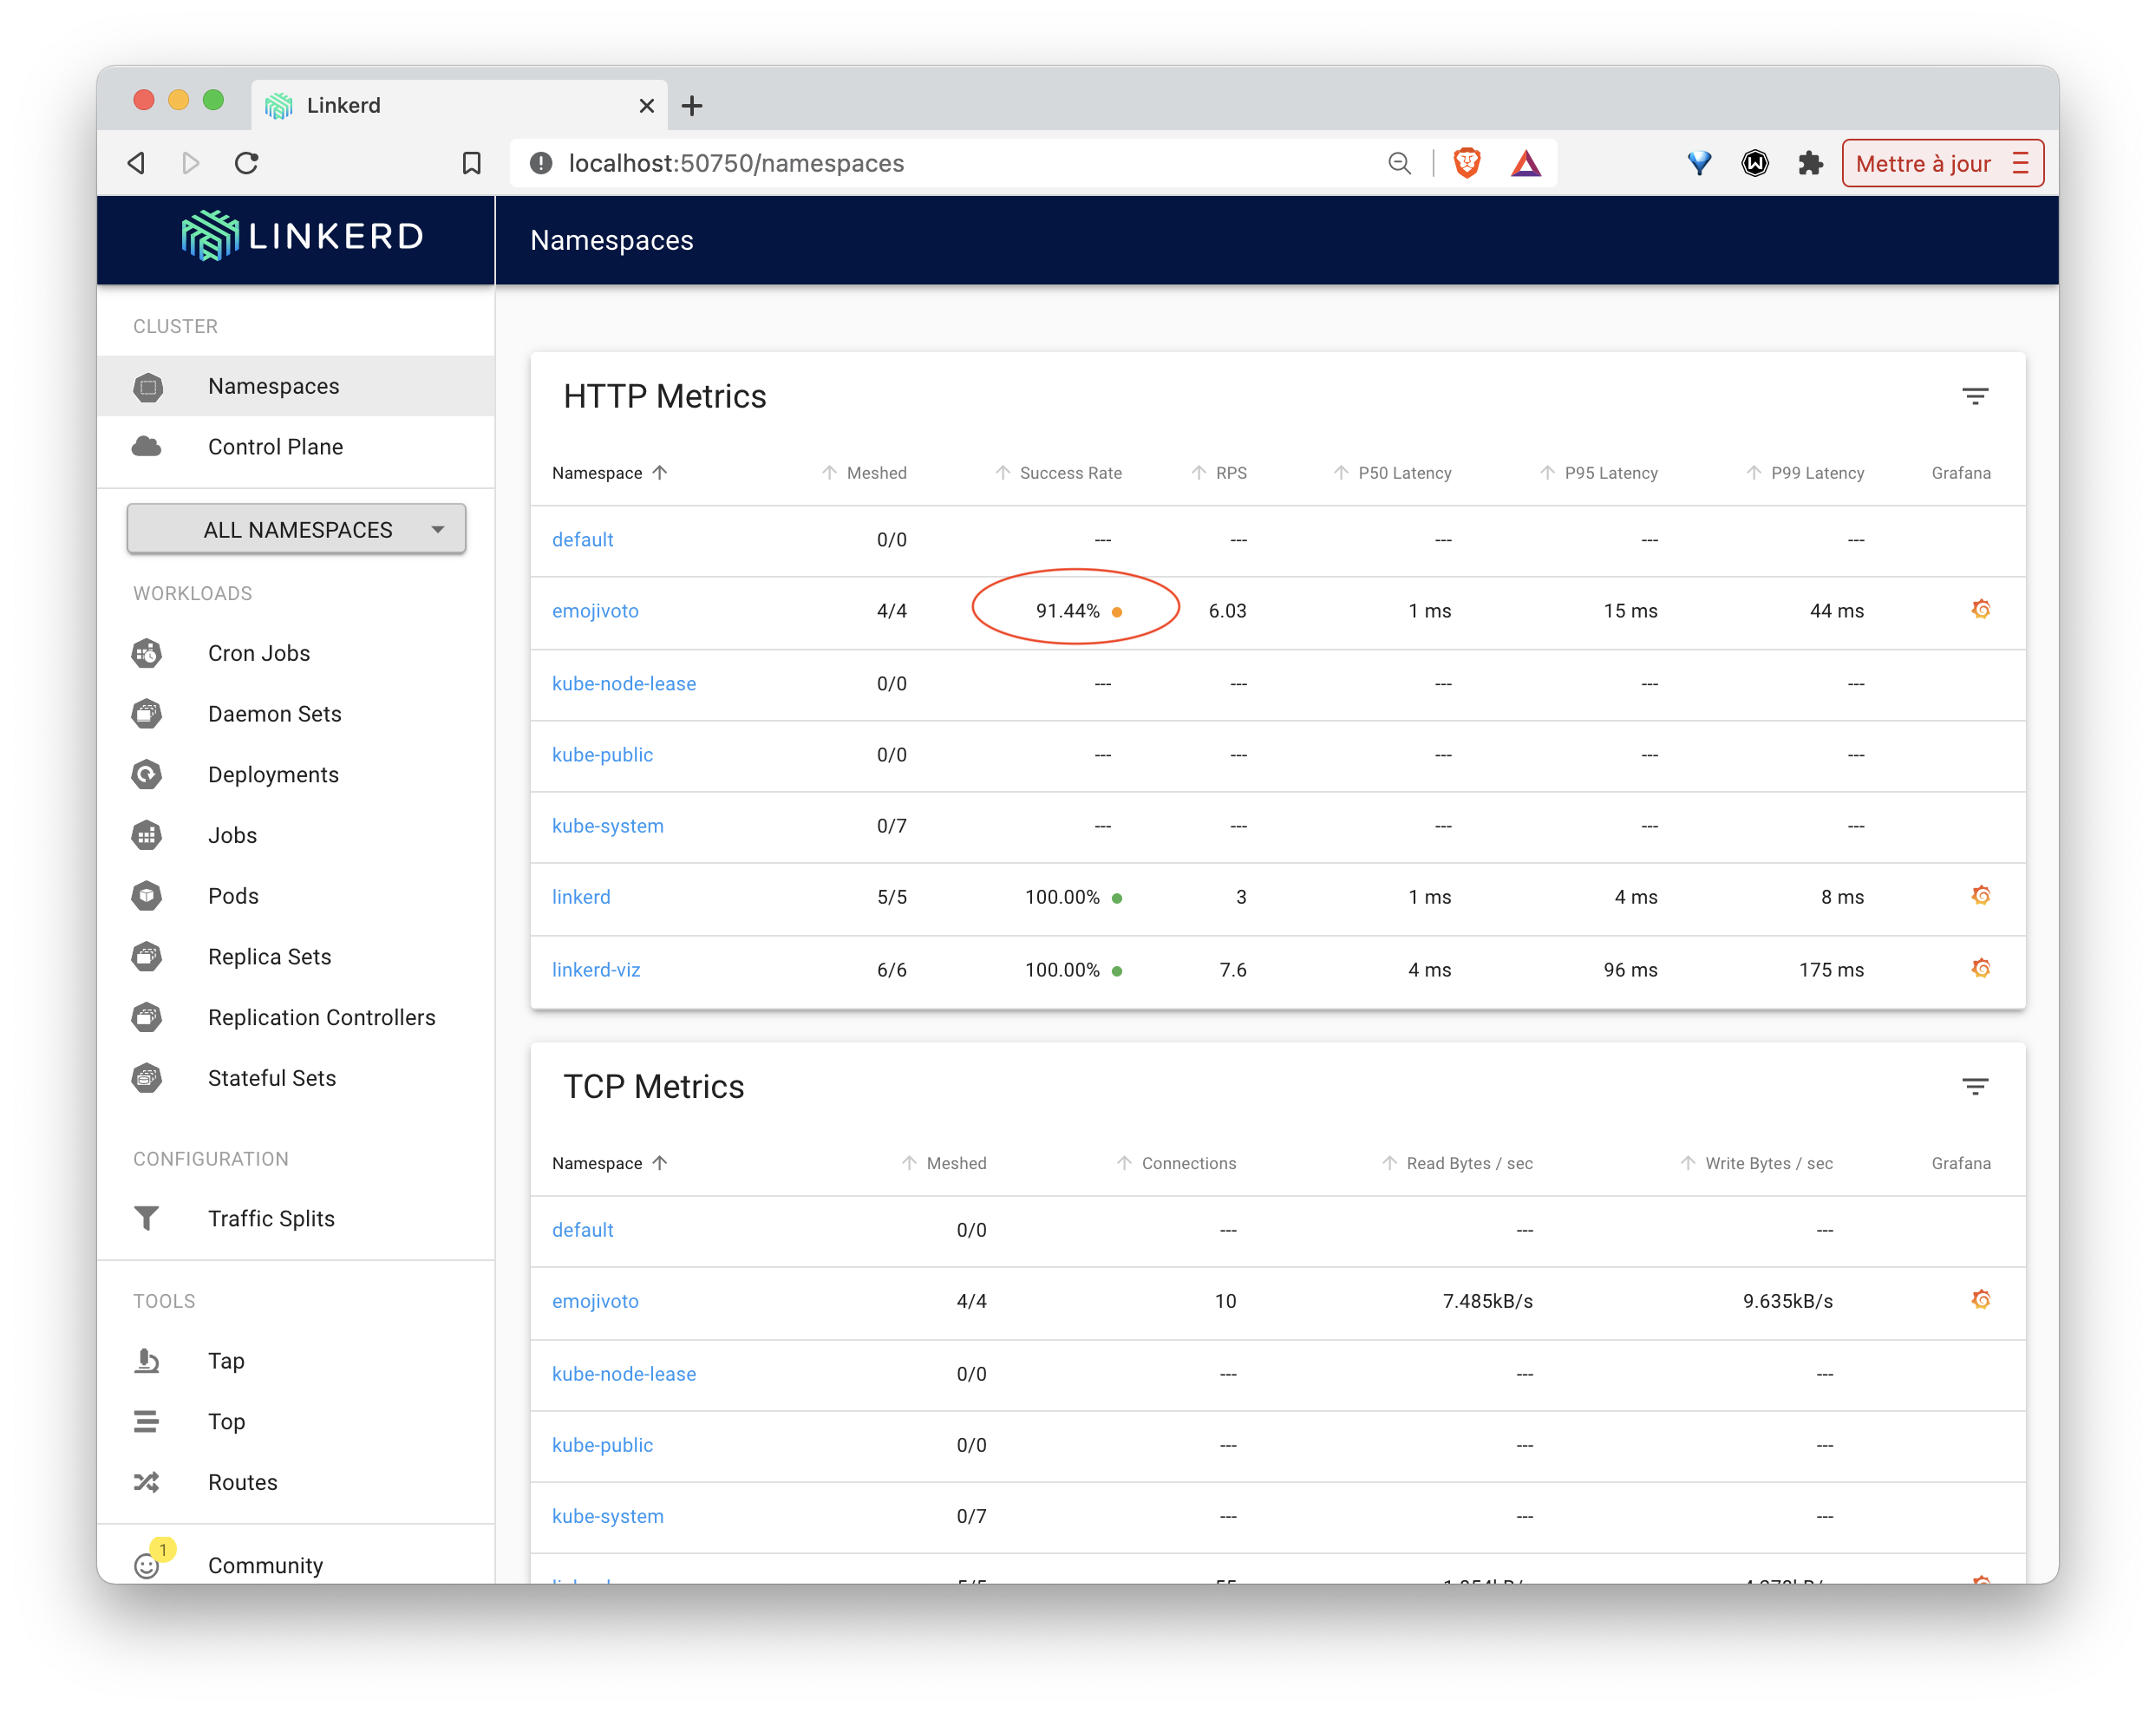 Linkerd
localhost:50750/namespaces
Mettre à jour
LINKERD
Namespaces
CLUSTER
Namespaces
Control Plane
ALL NAMESPACES
WORKLOADS
Cron Jobs
Daemon Sets
Deployments
Jobs
Pods
Replica Sets
Replication Controllers
Stateful Sets
CONFIGURATION
Traffic Splits
TOOLS
Tap
Top
Routes
1
Community
HTTP Metrics
Namespace Meshed Success Rate RPS P50 Latency P95 Latency P99 Latency Grafana
default 0/0 --- --- --- --- ---
emojivoto 4/4 91.44% 6.03 1 ms 15 ms 44 ms
kube-node-lease 0/0 --- --- --- --- ---
kube-public 0/0 --- --- --- --- ---
kube-system 0/7 --- --- --- --- ---
linkerd 5/5 100.00% 3 1 ms 4 ms 8 ms
linkerd-viz 6/6 100.00% 7.6 4 ms 96 ms 175 ms
TCP Metrics
Namespace Meshed Connections Read Bytes / sec Write Bytes / sec Grafana
default 0/0 --- --- ---
emojivoto 4/4 10 7.485kB/s 9.635kB/s
kube-node-lease 0/0 --- --- ---
kube-public 0/0 --- --- ---
kube-system 0/7 --- --- ---